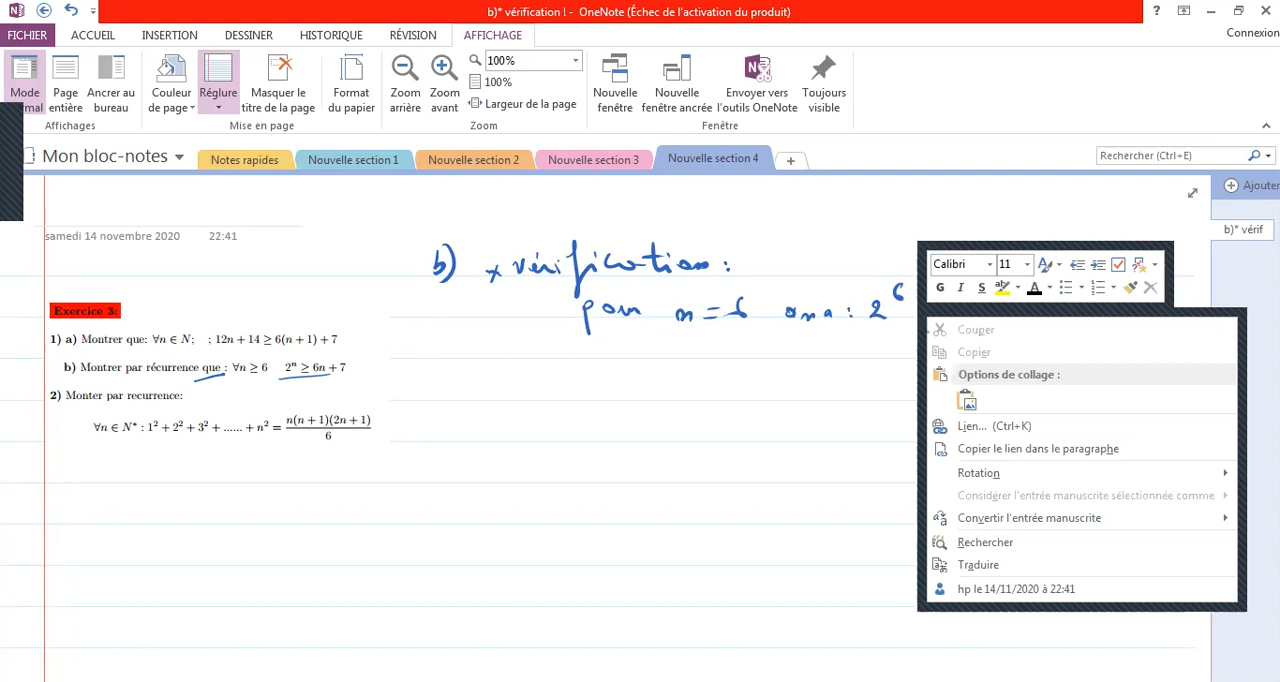 b)* vérification ! - OneNote (Échec de l'activation du produit)
?
FICHIER ACCUEIL INSERTION DESSINER HISTORIQUE RÉVISION AFFICHAGE
Connexion
Mode
rmal
Page
entière
Ancrer au
bureau
Affichages
Couleur
de page
Réglure
Masquer le
titre de la page
Format
du papier
Mise en page
Zoom
arrière
Zoom
avant
100%
100%
Largeur de la page
Zoom
Nouvelle
fenêtre
Nouvelle
fenêtre ancrée
Envoyer vers
l'outils OneNote
Toujours
visible
Fenêtre
Mon bloc-notes
Notes rapides
Nouvelle section 1
Nouvelle section 2
Nouvelle section 3
Nouvelle section 4
+
Rechercher (Ctrl+E)
Ajouter
b)* vérif
samedi 14 novembre 2020 22:41
Exercice 3:
1) a) Montrer que: ∀n ∈ N; ; 12n + 14 ≥ 6(n + 1) + 7
b) Montrer par récurrence que : ∀n ≥ 6 2ⁿ ≥ 6n + 7
2) Monter par recurrence:
∀n ∈ N* : 1² + 2² + 3² + ...... + n² = n(n + 1)(2n + 1)
6
b) * vérification :
pour n = 6 on a : 2⁶
Calibri 11
G I S
Couper
Copier
Options de collage :
Lien... (Ctrl+K)
Copier le lien dans le paragraphe
Rotation
Considérer l'entrée manuscrite sélectionnée comme
Convertir l'entrée manuscrite
Rechercher
Traduire
hp le 14/11/2020 à 22:41